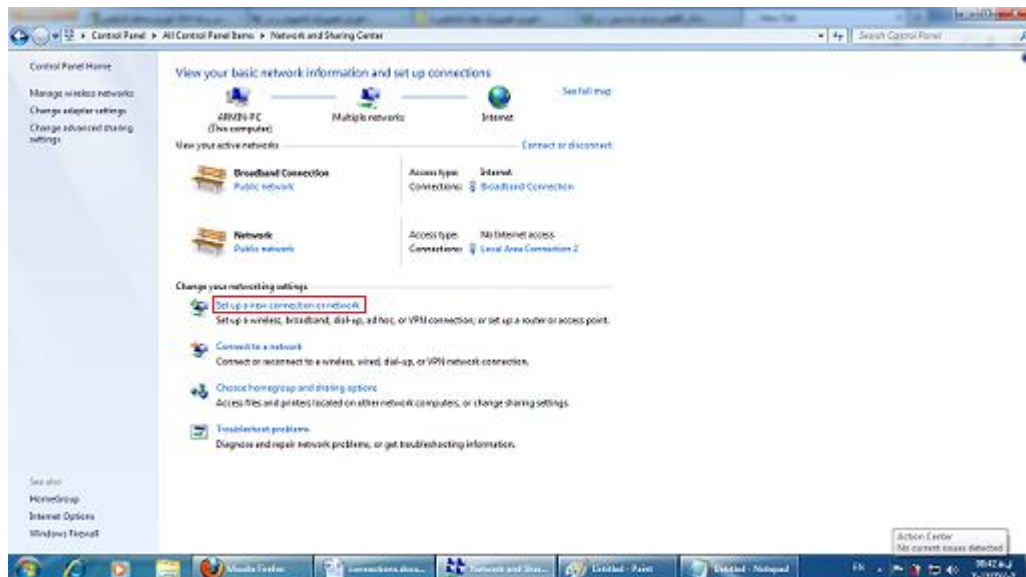 Control Panel ▸ All Control Panel Items ▸ Network and Sharing Center
Search Control Panel
Control Panel Home
Manage wireless networks
Change adapter settings
Change advanced sharing
settings
View your basic network information and set up connections
See full map
ARMIN-PC
(This computer)
Multiple networks
Internet
View your active networks
Connect or disconnect
Broadband Connection
Public network
Access type: Internet
Connections: Broadband Connection
Network
Public network
Access type: No Internet access
Connections: Local Area Connection 2
Change your networking settings
Set up a new connection or network
Set up a wireless, broadband, dial-up, ad hoc, or VPN connection; or set up a router or access point.
Connect to a network
Connect or reconnect to a wireless, wired, dial-up, or VPN network connection.
Choose homegroup and sharing options
Access files and printers located on other network computers, or change sharing settings.
Troubleshoot problems
Diagnose and repair network problems, or get troubleshooting information.
See also
HomeGroup
Internet Options
Windows Firewall
Action Center
No current issues detected
Mozilla Firefox
connections.doc...
Network and Shar...
Untitled - Paint
Untitled - Notepad
EN